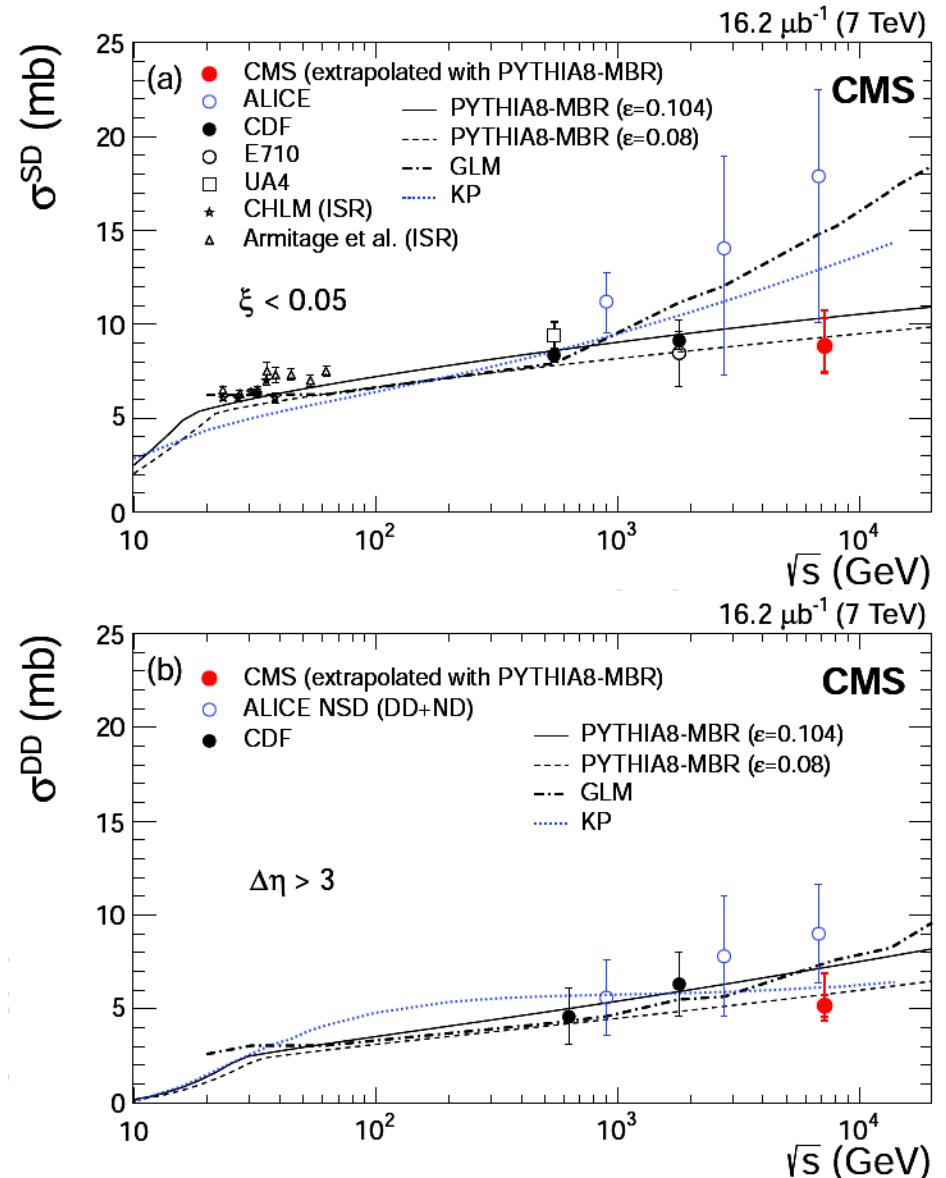 16.2 μb⁻¹ (7 TeV)
25
20
15
10
5
0
σ^SD (mb)
(a)
CMS
CMS (extrapolated with PYTHIA8-MBR)
ALICE
CDF
E710
UA4
CHLM (ISR)
Armitage et al. (ISR)
PYTHIA8-MBR (ε=0.104)
PYTHIA8-MBR (ε=0.08)
GLM
KP
ξ < 0.05
10 10² 10³ 10⁴
√s (GeV)
16.2 μb⁻¹ (7 TeV)
25
20
15
10
5
0
σ^DD (mb)
(b)
CMS
CMS (extrapolated with PYTHIA8-MBR)
ALICE NSD (DD+ND)
CDF
PYTHIA8-MBR (ε=0.104)
PYTHIA8-MBR (ε=0.08)
GLM
KP
Δη > 3
10 10² 10³ 10⁴
√s (GeV)